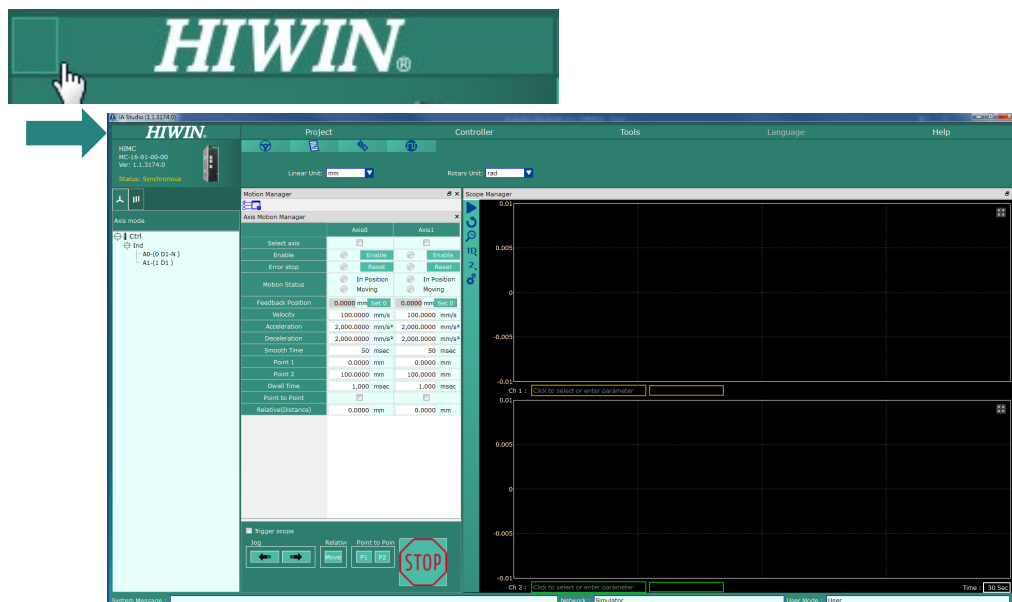 HIWIN®
iA Studio (1.1.3174.0)
HIWIN® Project Controller Tools Language Help
HIMC
MC-16-01-00-00
Ver: 1.1.3174.0
Status: Synchronous
Linear Unit: mm Rotary Unit: rad
Motion Manager
Scope Manager
Axis mode
Ctrl
Ind
A0-(0 D1-N )
A1-(1 D1 )
Axis Motion Manager
Axis0 Axis1
Select axis
Enable Enable Enable
Error stop Reset Reset
Motion Status In Position In Position
Moving Moving
Feedback Position 0.0000 mm Set 0 0.0000 mm Set 0
Velocity 100.0000 mm/s 100.0000 mm/s
Acceleration 2,000.0000 mm/s² 2,000.0000 mm/s²
Deceleration 2,000.0000 mm/s² 2,000.0000 mm/s²
Smooth Time 50 msec 50 msec
Point 1 0.0000 mm 0.0000 mm
Point 2 100.0000 mm 100.0000 mm
Dwell Time 1,000 msec 1,000 msec
Point to Point
Relative(Distance) 0.0000 mm 0.0000 mm
Trigger scope
Jog Relative Point to Poin
Move P1 P2
STOP
1D
2
0.01
0.005
0
-0.005
-0.01
Ch 1 : Click to select or enter parameter
0.01
0.005
0
-0.005
-0.01
Ch 2 : Click to select or enter parameter Time : 30 Sec
System Message : Network : Simulator User Mode : User